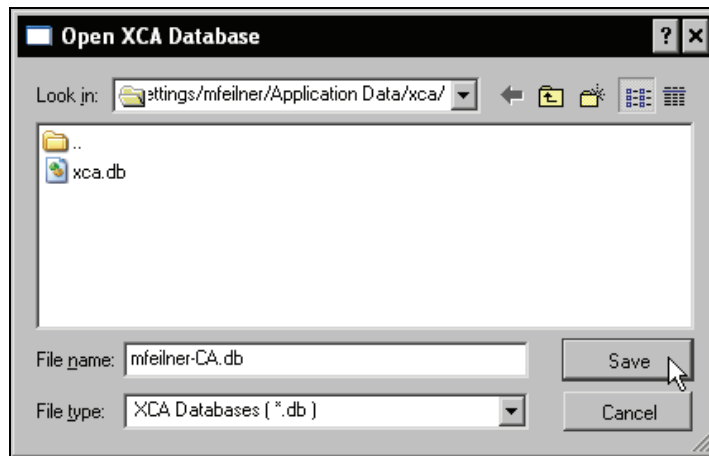 Open XCA Database
Look in: ettings/mfeilner/Application Data/xca/
..
xca.db
File name: mfeilner-CA.db Save
File type: XCA Databases ( *.db ) Cancel